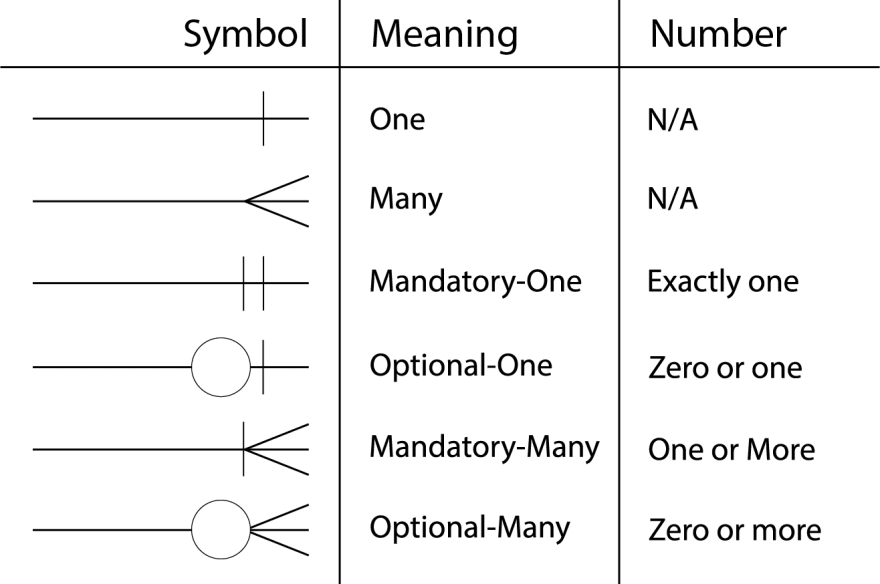 Symbol Meaning Number
One N/A
Many N/A
Mandatory-One Exactly one
Optional-One Zero or one
Mandatory-Many One or More
Optional-Many Zero or more